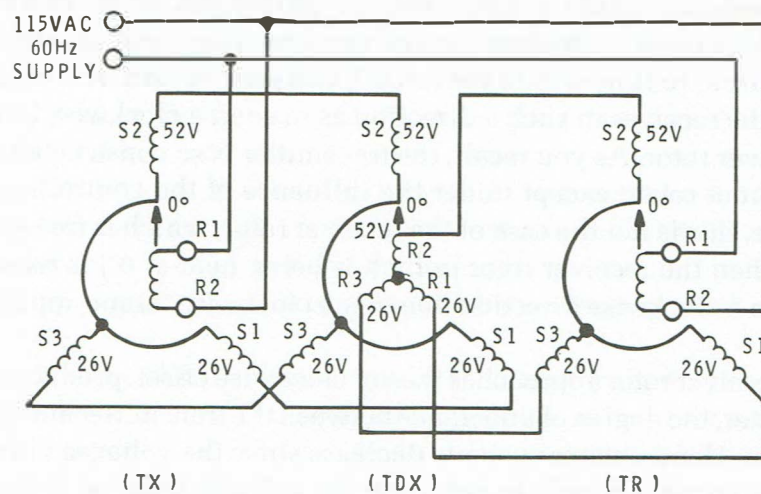 115VAC
60Hz
SUPPLY
S2 52V
S2 52V
S2 52V
0°
0°
0°
R1
52V
R2
R1
R2
R3
R1
R2
S3
S1
S3
S1
S3
S1
26V
26V
26V
26V
26V
26V
26V
26V
(TX)
(TDX)
(TR)